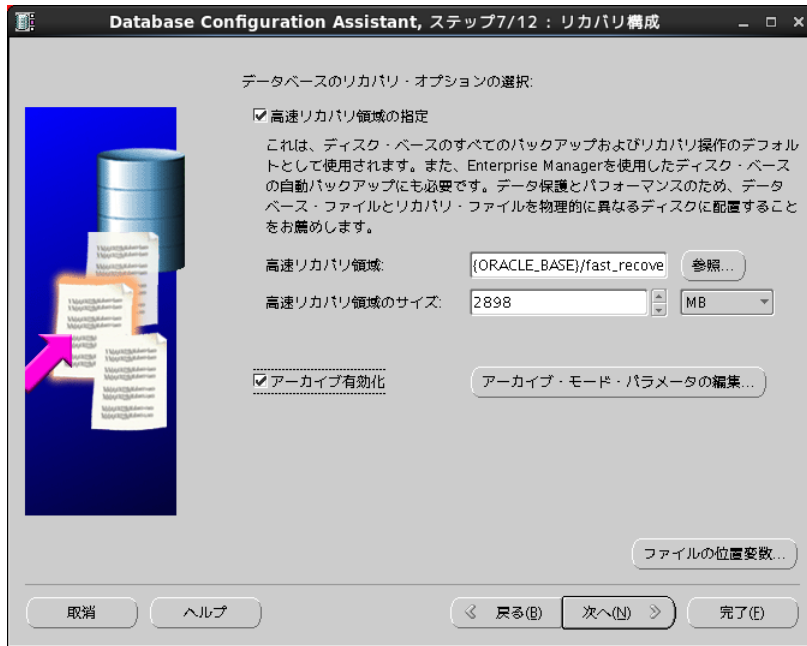 Database Configuration Assistant, ステップ7/12 : リカバリ構成
データベースのリカバリ・オプションの選択:
高速リカバリ領域の指定
これは、ディスク・ベースのすべてのバックアップおよびリカバリ操作のデフォル
トとして使用されます。また、Enterprise Managerを使用したディスク・ベース
の自動バックアップにも必要です。データ保護とパフォーマンスのため、データ
ベース・ファイルとリカバリ・ファイルを物理的に異なるディスクに配置すること
をお薦めします。
高速リカバリ領域: {ORACLE_BASE}/fast_recove 参照...
高速リカバリ領域のサイズ: 2898 MB
アーカイブ有効化 アーカイブ・モード・パラメータの編集...
ファイルの位置変数...
取消 ヘルプ 戻る(B) 次へ(N) 完了(F)